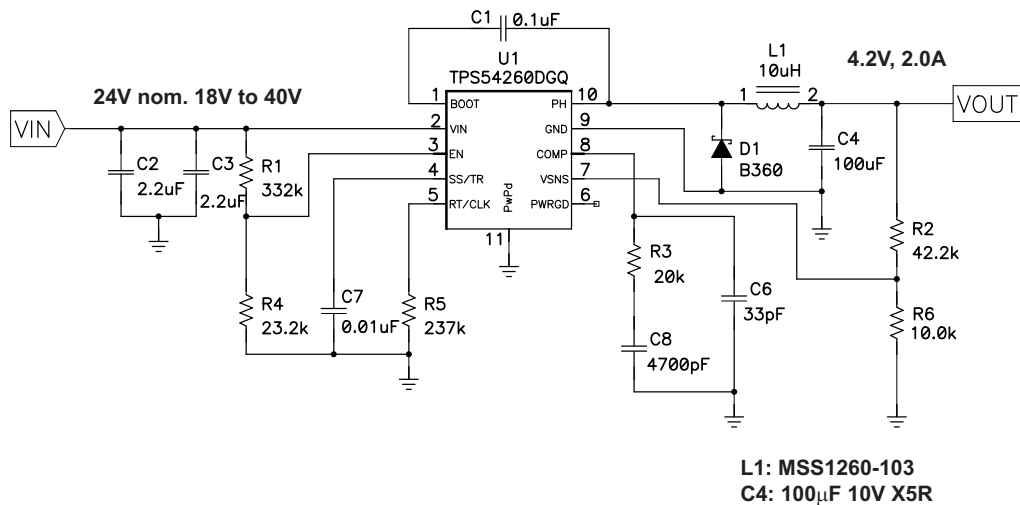 C1
0.1uF
U1
TPS54260DGQ
L1
10uH
4.2V, 2.0A
24V nom. 18V to 40V
VIN
VOUT
1
BOOT
PH
10
2
VIN
GND
9
3
EN
COMP
8
4
SS/TR
VSNS
7
5
RT/CLK
PWRGD
6
PwPd
11
1
2
C2
2.2uF
C3
2.2uF
R1
332k
D1
B360
C4
100uF
R2
42.2k
R3
20k
C6
33pF
R4
23.2k
C7
0.01uF
R5
237k
R6
10.0k
C8
4700pF
L1: MSS1260-103
C4: 100µF 10V X5R